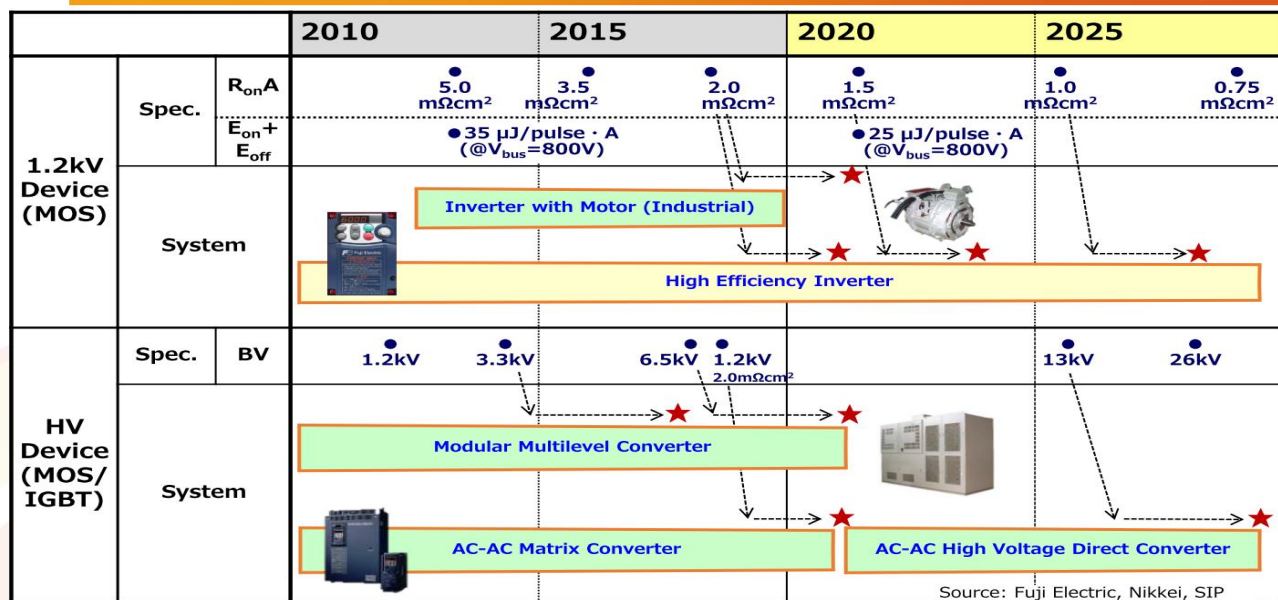 2010 2015 2020 2025
1.2kV
Device
(MOS)
Spec.
RonA
5.0
mΩcm²
3.5
mΩcm²
2.0
mΩcm²
1.5
mΩcm²
1.0
mΩcm²
0.75
mΩcm²
Eon+
Eoff
35 μJ/pulse · A
(@Vbus=800V)
25 μJ/pulse · A
(@Vbus=800V)
System
Inverter with Motor (Industrial)
Fuji Electric
High Efficiency Inverter
HV
Device
(MOS/
IGBT)
Spec.
BV
1.2kV
3.3kV
6.5kV
1.2kV
2.0mΩcm²
13kV
26kV
System
Modular Multilevel Converter
AC-AC Matrix Converter
AC-AC High Voltage Direct Converter
Source: Fuji Electric, Nikkei, SIP